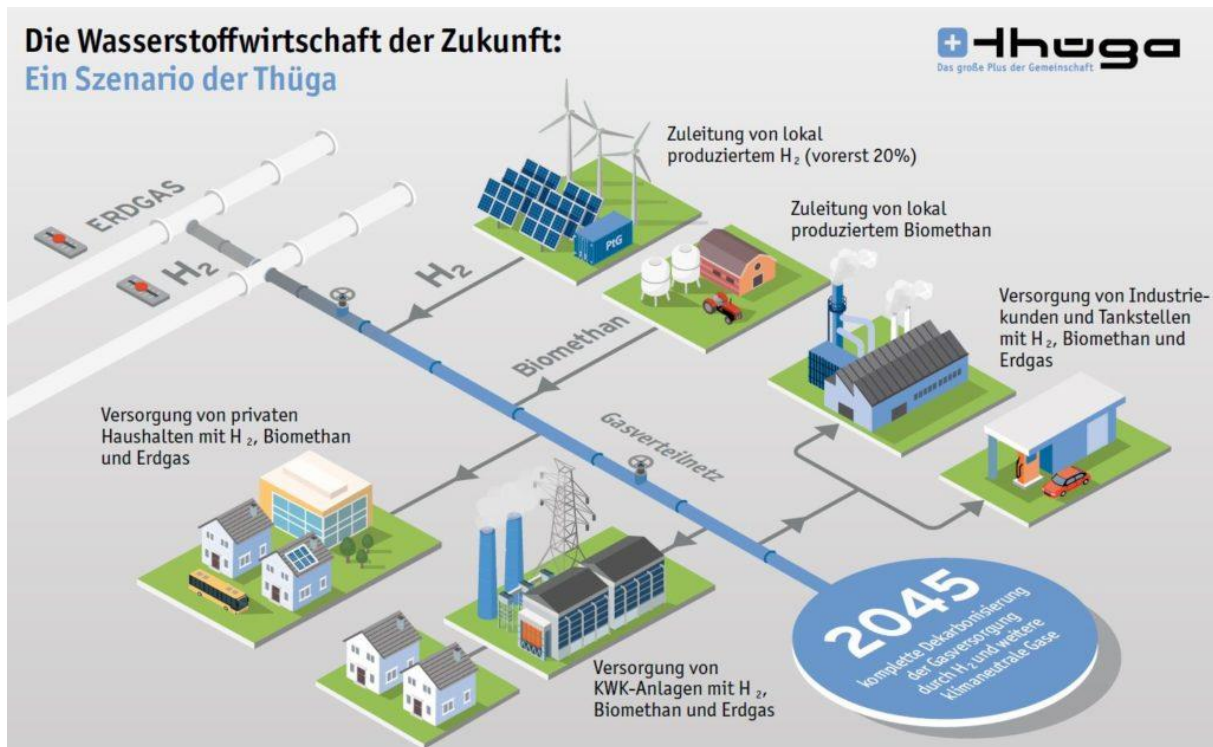 Die Wasserstoffwirtschaft der Zukunft:
Ein Szenario der Thüga
Thüga
Das große Plus der Gemeinschaft
Zuleitung von lokal
produziertem H₂ (vorerst 20%)
Zuleitung von lokal
produziertem Biomethan
Versorgung von Industrie-
kunden und Tankstellen
mit H₂, Biomethan und
Erdgas
ERDGAS
H₂
H₂
PtG
Biomethan
Gasverteilnetz
Versorgung von privaten
Haushalten mit H₂, Biomethan
und Erdgas
Versorgung von
KWK-Anlagen mit H₂,
Biomethan und Erdgas
2045
komplette Dekarbonisierung
der Gasversorgung
durch H₂ und weitere
klimaneutrale Gase